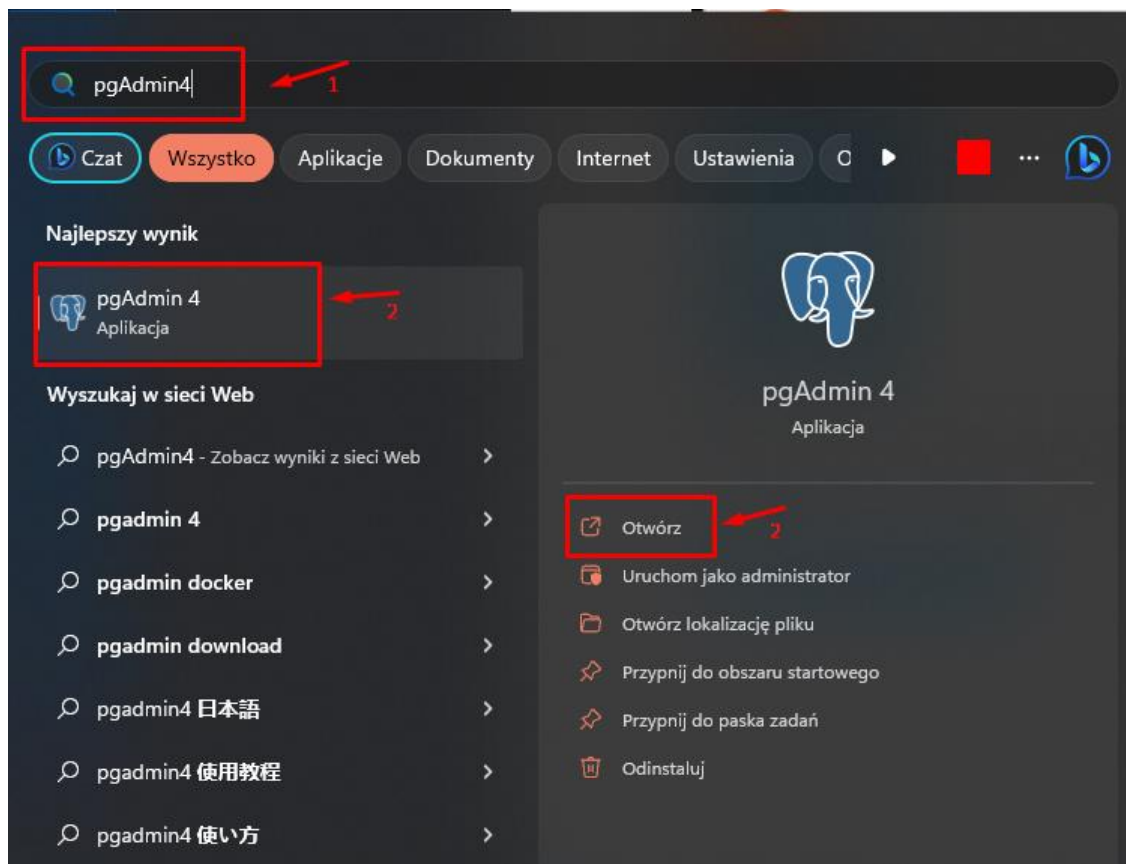 pgAdmin4
1
Czat Wszystko Aplikacje Dokumenty Internet Ustawienia
Najlepszy wynik
pgAdmin 4
Aplikacja
2
Wyszukaj w sieci Web
pgAdmin4 - Zobacz wyniki z sieci Web
pgadmin 4
pgadmin docker
pgadmin download
pgadmin4 日本語
pgadmin4 使用教程
pgadmin4 使い方
pgAdmin 4
Aplikacja
Otwórz
2
Uruchom jako administrator
Otwórz lokalizację pliku
Przypnij do obszaru startowego
Przypnij do paska zadań
Odinstaluj